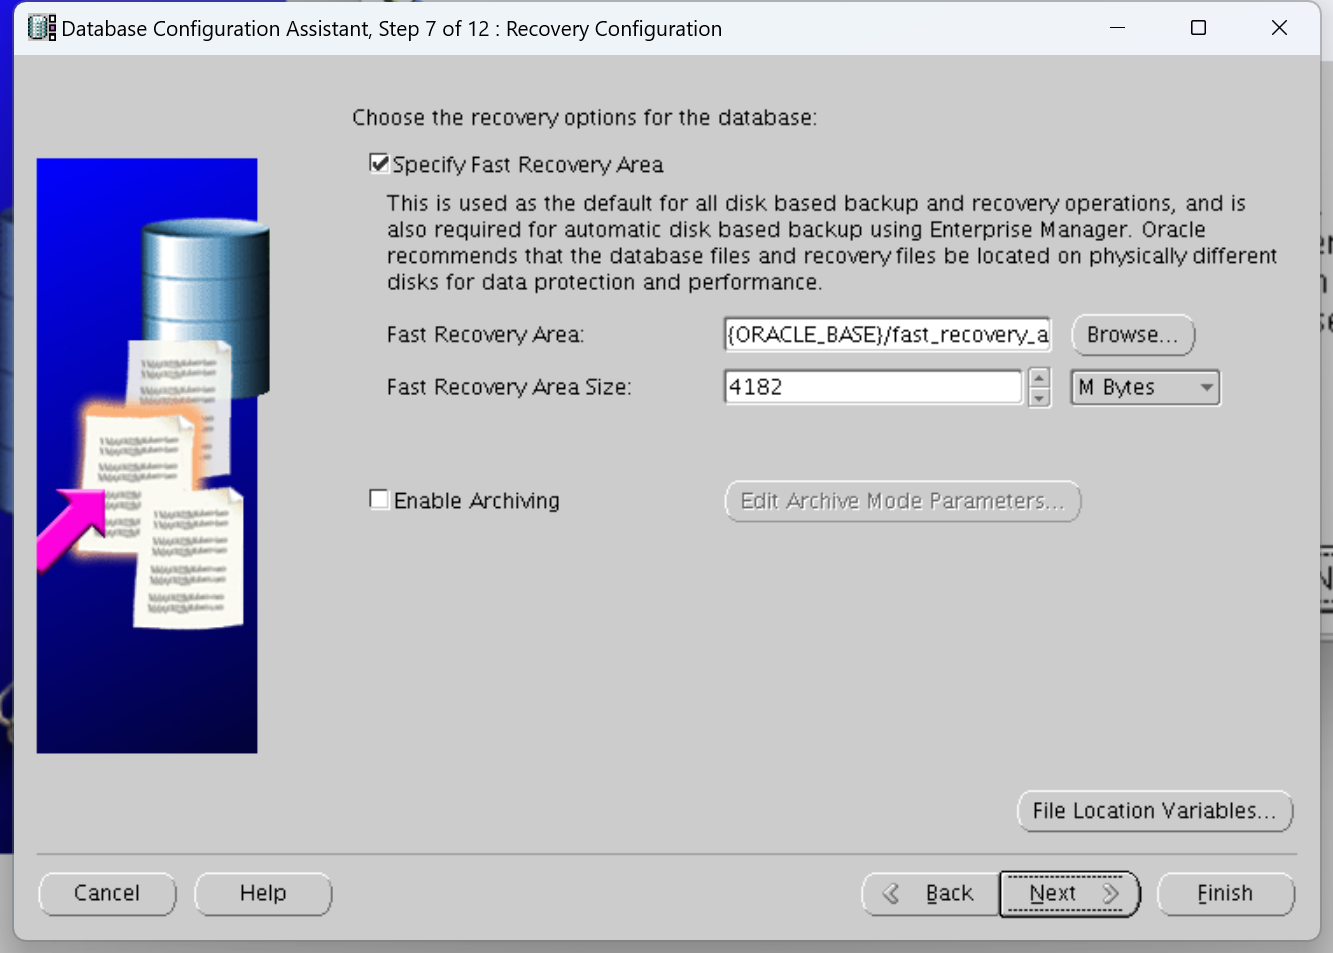 Database Configuration Assistant, Step 7 of 12 : Recovery Configuration
Choose the recovery options for the database:
Specify Fast Recovery Area
This is used as the default for all disk based backup and recovery operations, and is
also required for automatic disk based backup using Enterprise Manager. Oracle
recommends that the database files and recovery files be located on physically different
disks for data protection and performance.
Fast Recovery Area: {ORACLE_BASE}/fast_recovery_a Browse...
Fast Recovery Area Size: 4182 M Bytes
Enable Archiving Edit Archive Mode Parameters...
File Location Variables...
Cancel Help Back Next Finish